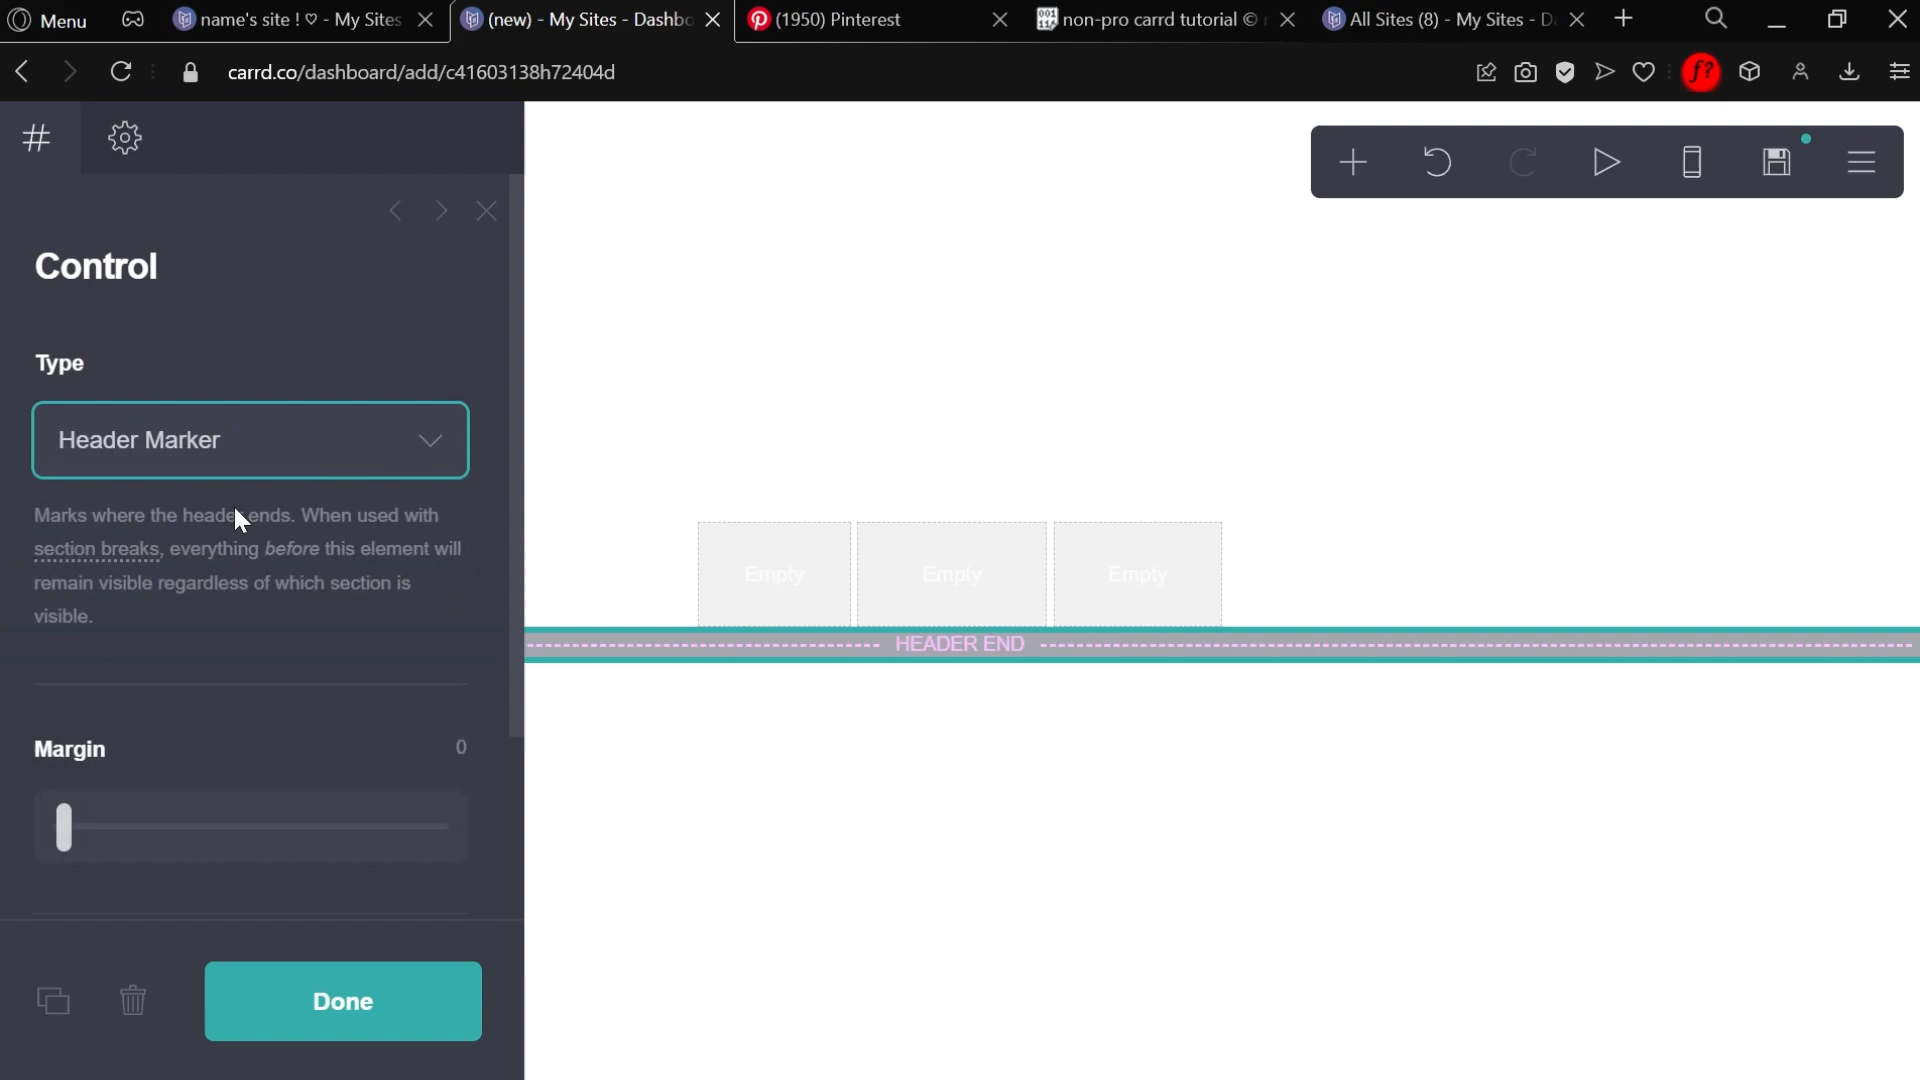 Menu
name's site ! ♡ - My Sites
(new) - My Sites - Dashbo
(1950) Pinterest
non-pro carrd tutorial ©
All Sites (8) - My Sites - D
carrd.co/dashboard/add/c41603138h72404d
f?
#
Control
Type
Header Marker
Marks where the header ends. When used with
section breaks, everything before this element will
remain visible regardless of which section is
visible.
Margin
0
Done
Empty
Empty
Empty
HEADER END